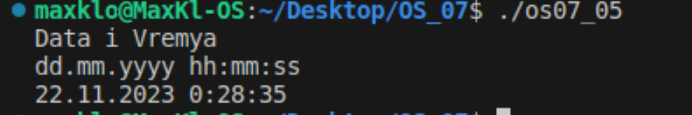 maxklo@MaxKl-OS:~/Desktop/OS_07$ ./os07_05
Data i Vremya
dd.mm.yyyy hh:mm:ss
22.11.2023 0:28:35